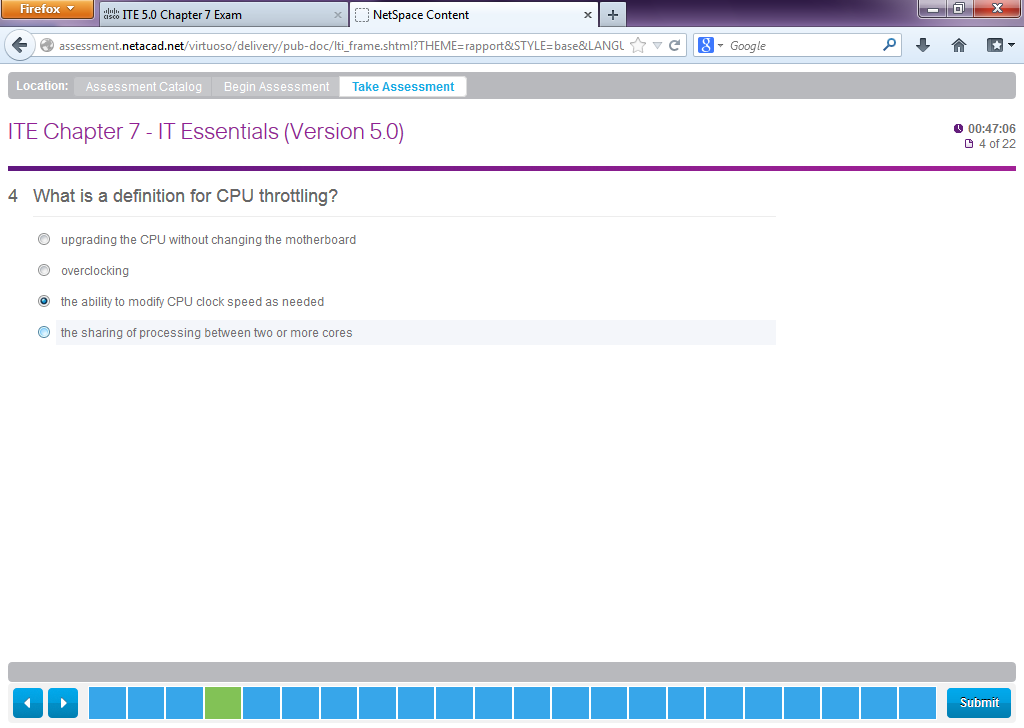 Firefox
cisco ITE 5.0 Chapter 7 Exam
NetSpace Content
assessment.netacad.net/virtuoso/delivery/pub-doc/lti_frame.shtml?THEME=rapport&STYLE=base&LANGU
8 Google
Location: Assessment Catalog Begin Assessment Take Assessment
ITE Chapter 7 - IT Essentials (Version 5.0)
00:47:06
4 of 22
4 What is a definition for CPU throttling?
upgrading the CPU without changing the motherboard
overclocking
the ability to modify CPU clock speed as needed
the sharing of processing between two or more cores
Submit